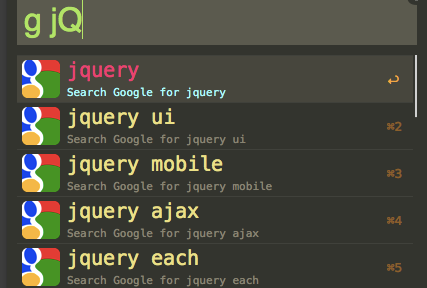 g jQ
jquery
Search Google for jquery
↩
jquery ui
Search Google for jquery ui
⌘2
jquery mobile
Search Google for jquery mobile
⌘3
jquery ajax
Search Google for jquery ajax
⌘4
jquery each
Search Google for jquery each
⌘5